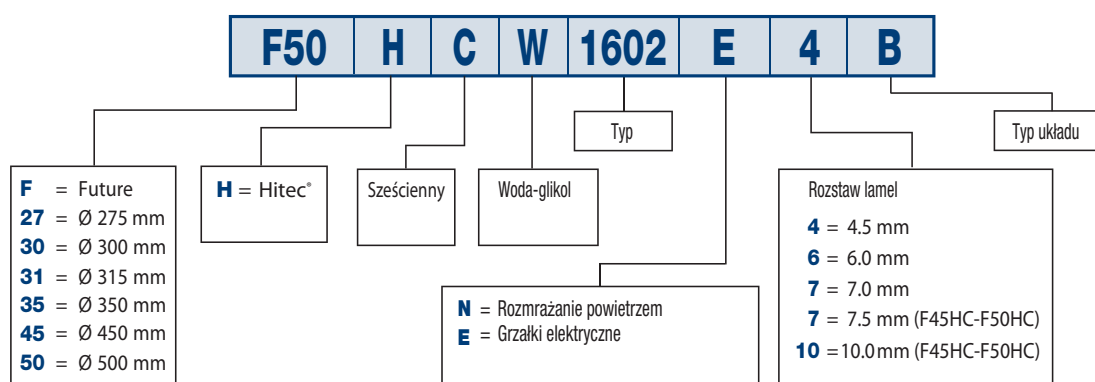 F50 H C W 1602 E 4 B
Typ
Typ układu
F = Future
27 = Ø 275 mm
30 = Ø 300 mm
31 = Ø 315 mm
35 = Ø 350 mm
45 = Ø 450 mm
50 = Ø 500 mm
H = Hitec®
Sześcienny
Woda-glikol
N = Rozmrażanie powietrzem
E = Grzałki elektryczne
Rozstaw lamel
4 = 4.5 mm
6 = 6.0 mm
7 = 7.0 mm
7 = 7.5 mm (F45HC-F50HC)
10 =10.0mm (F45HC-F50HC)